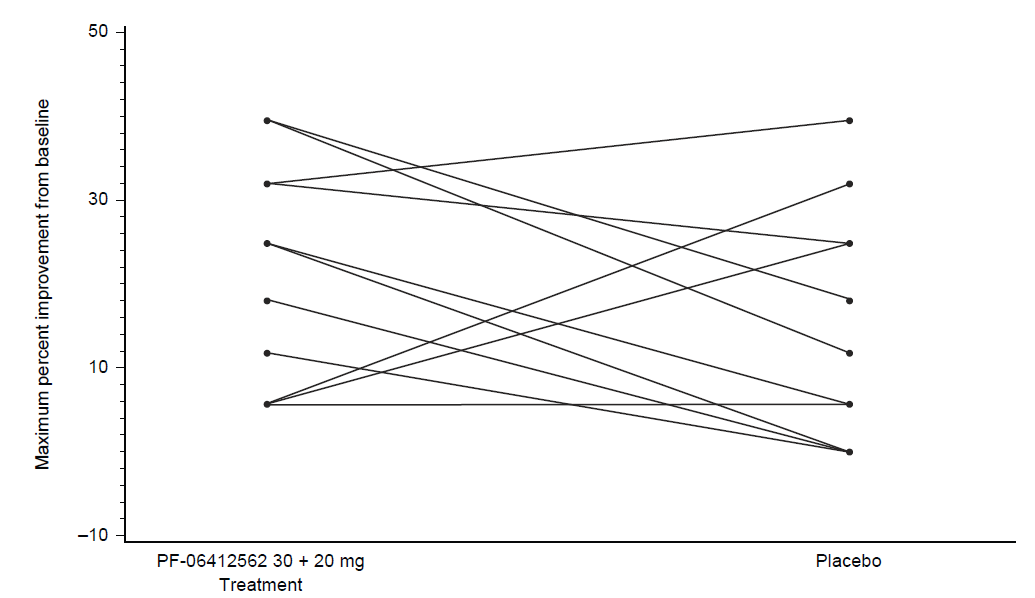 Maximum percent improvement from baseline
50
30
10
–10
PF-06412562 30 + 20 mg
Treatment
Placebo